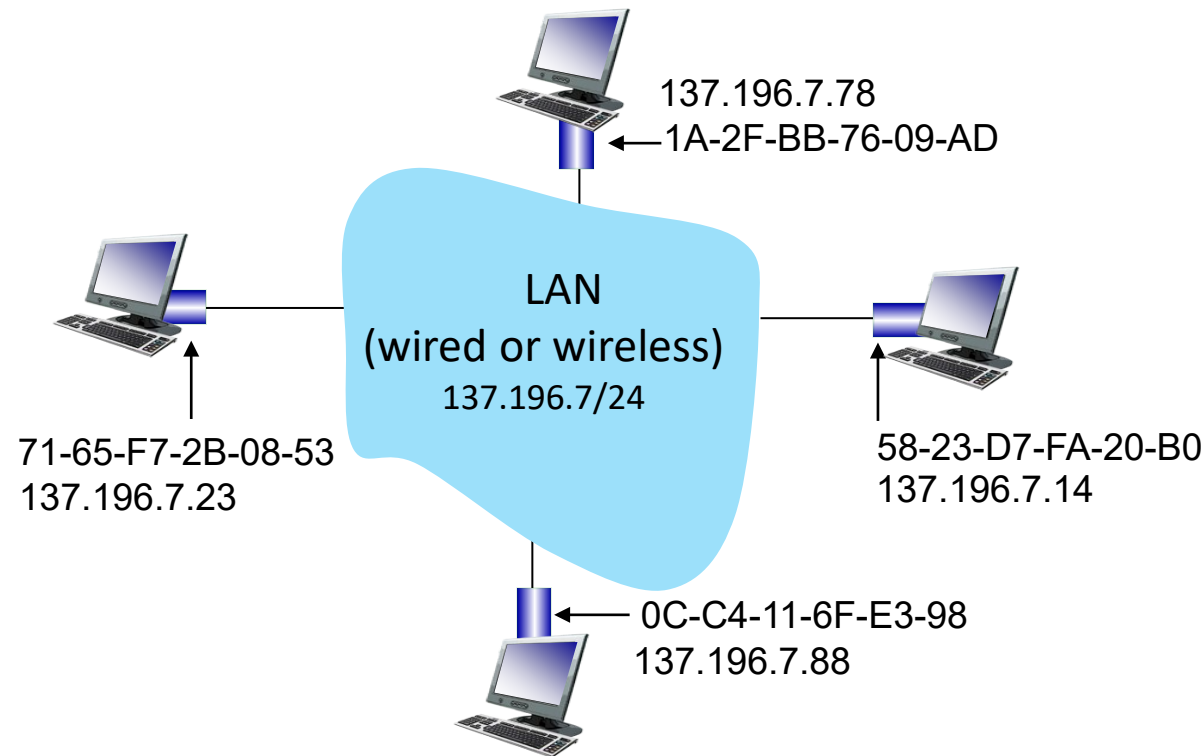 137.196.7.78
1A-2F-BB-76-09-AD
LAN
(wired or wireless)
137.196.7/24
71-65-F7-2B-08-53
137.196.7.23
58-23-D7-FA-20-B0
137.196.7.14
0C-C4-11-6F-E3-98
137.196.7.88